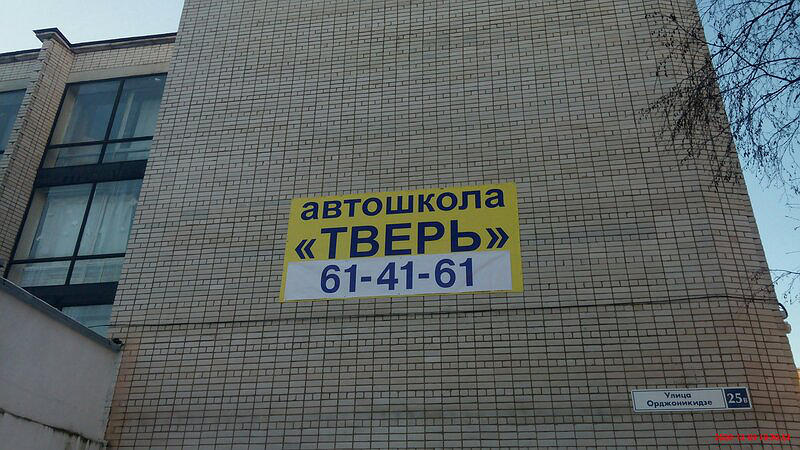 автошкола
«ТВЕРЬ»
61-41-61
Улица
Орджоникидзе
25в